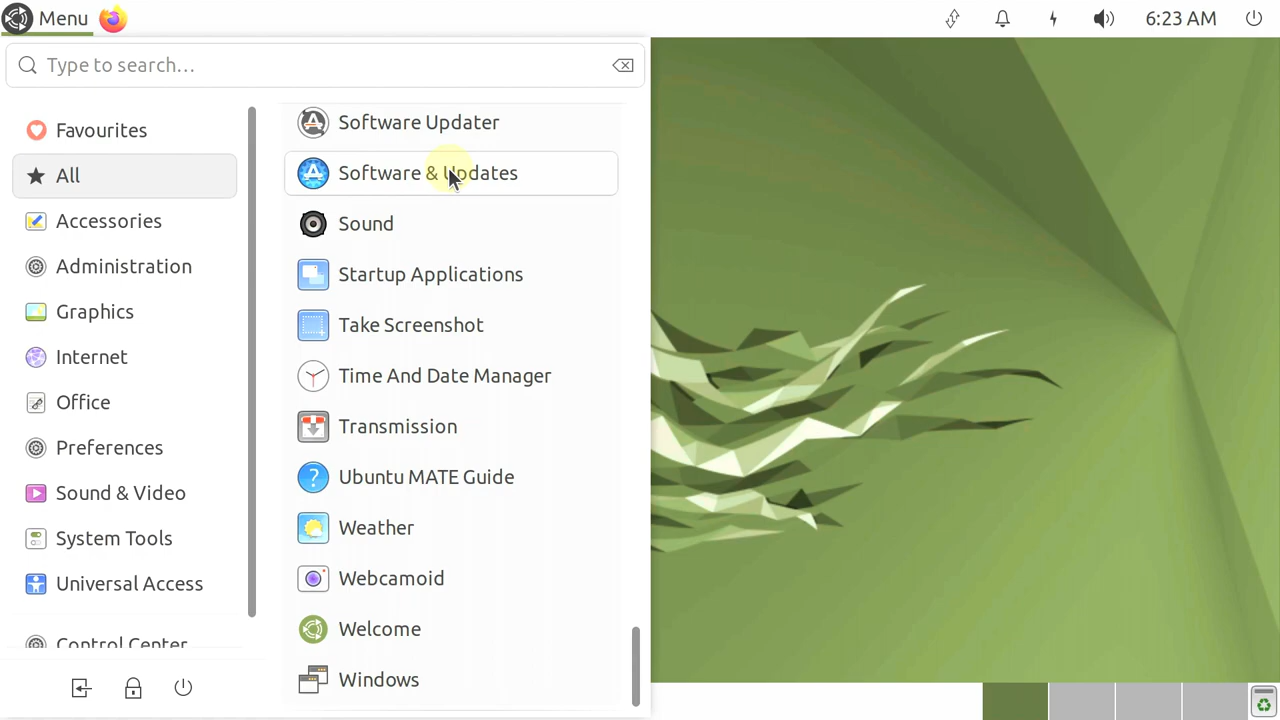 Menu
6:23 AM
Type to search...
Favourites
All
Accessories
Administration
Graphics
Internet
Office
Preferences
Sound & Video
System Tools
Universal Access
Control Center
Software Updater
Software & Updates
Sound
Startup Applications
Take Screenshot
Time And Date Manager
Transmission
Ubuntu MATE Guide
Weather
Webcamoid
Welcome
Windows